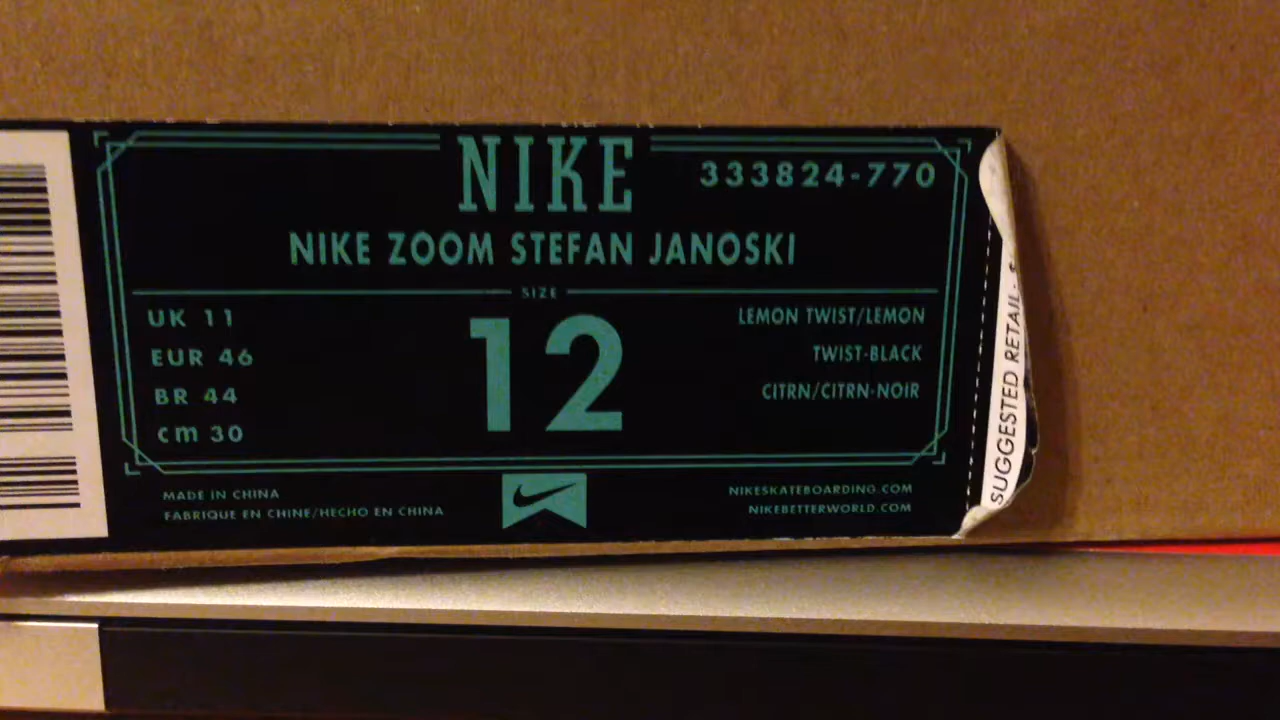 NIKE
333824-770
NIKE ZOOM STEFAN JANOSKI
SIZE
UK 11
EUR 46
BR 44
cm 30
12
LEMON TWIST/LEMON
TWIST-BLACK
CITRN/CITRN-NOIR
MADE IN CHINA
FABRIQUE EN CHINE/HECHO EN CHINA
NIKESKATEBOARDING.COM
NIKEBETTERWORLD.COM
SUGGESTED RETAIL-